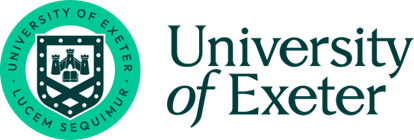 UNIVERSITY OF EXETER
LUCEM SEQUIMUR
University
of Exeter